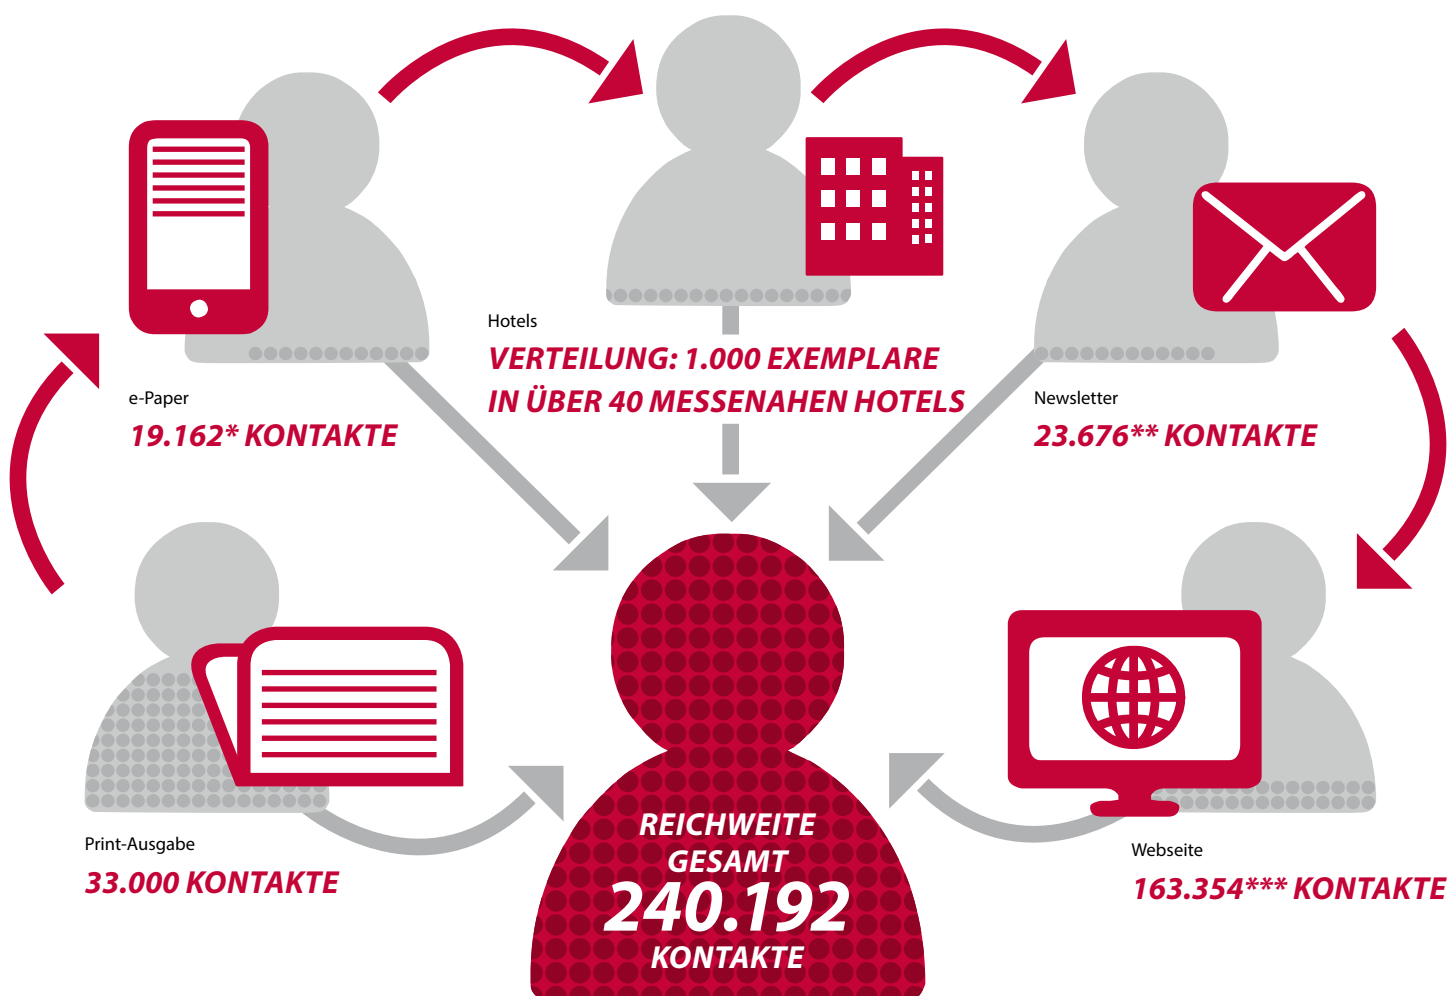 Hotels
VERTEILUNG: 1.000 EXEMPLARE
IN ÜBER 40 MESSENAHEN HOTELS
e-Paper
19.162* KONTAKTE
Newsletter
23.676** KONTAKTE
Print-Ausgabe
33.000 KONTAKTE
REICHWEITE
GESAMT
240.192
KONTAKTE
Webseite
163.354*** KONTAKTE